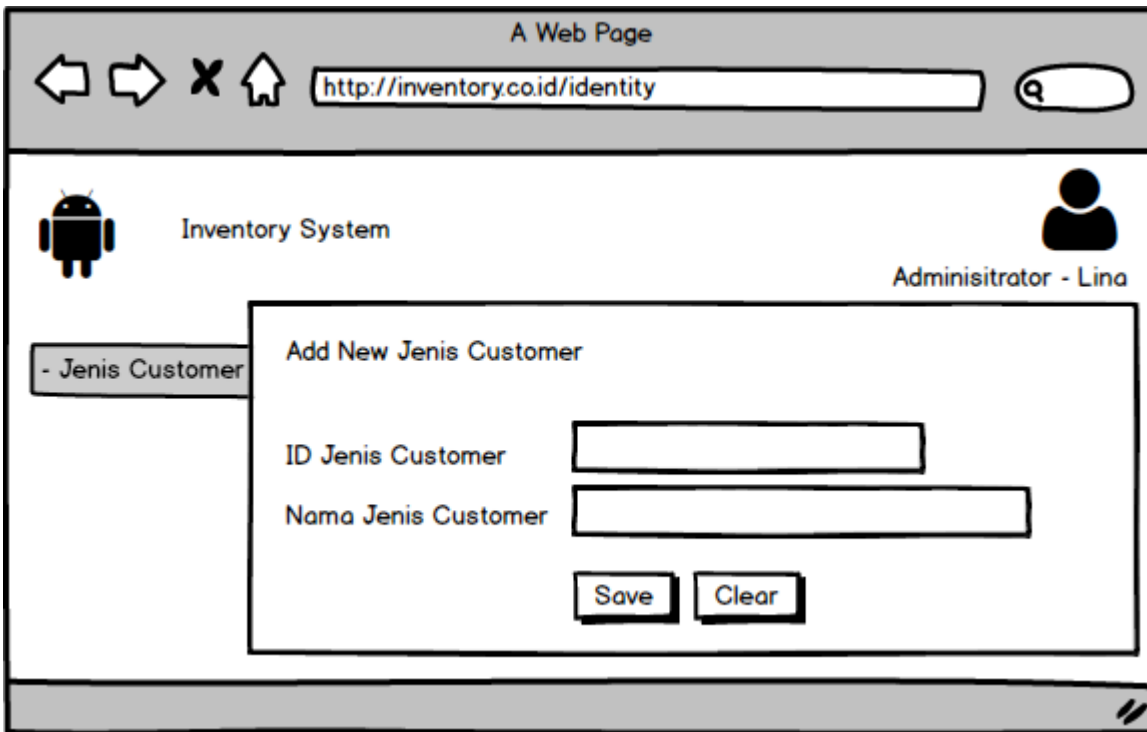 A Web Page
http://inventory.co.id/identity
Inventory System
Adminisitrator - Lina
- Jenis Customer
Add New Jenis Customer
ID Jenis Customer
Nama Jenis Customer
Save Clear